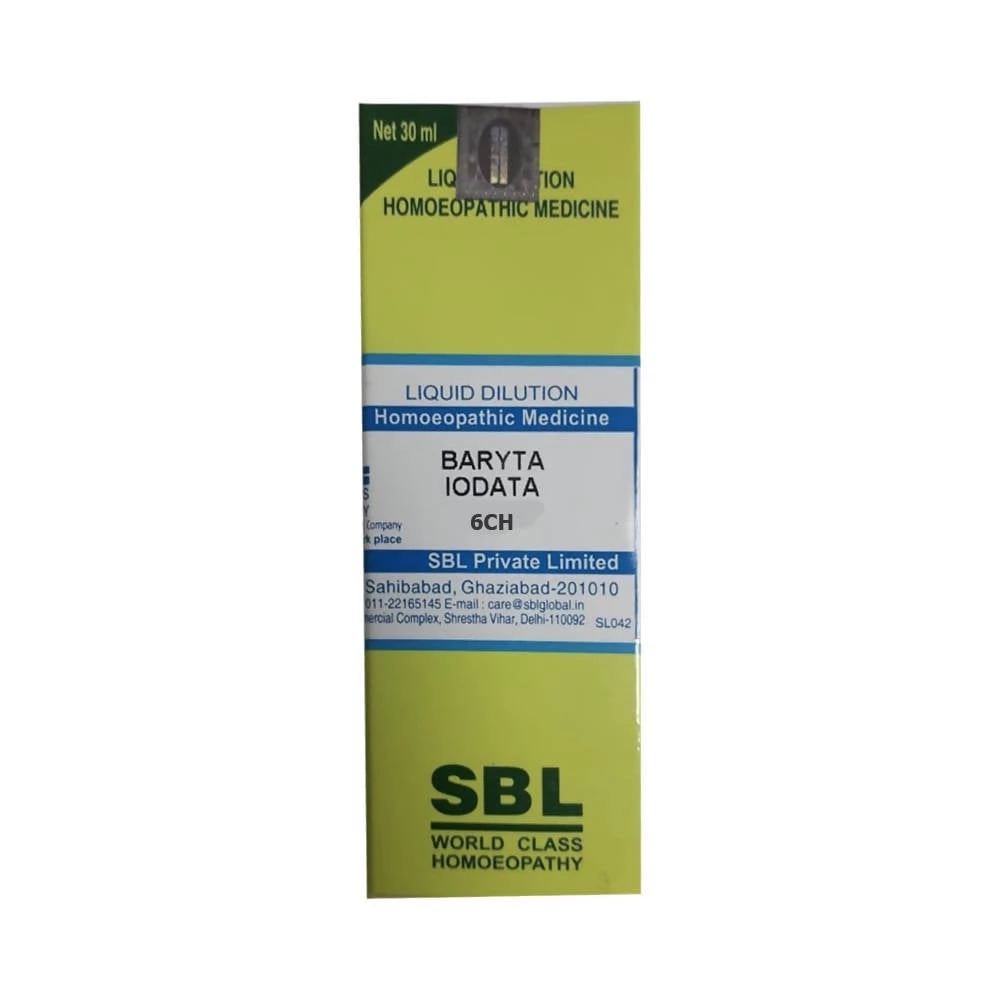 Net 30 ml
HOMOEOPATHIC MEDICINE
LIQUID DILUTION
Homoeopathic Medicine
BARYTA
IODATA
6CH
Company
place
SBL Private Limited
Sahibabad, Ghaziabad-201010
011-22165145 E-mail : care@sblglobal.in
Complex, Shrestha Vihar, Delhi-110092 SL042
SBL
WORLD CLASS
HOMOEOPATHY